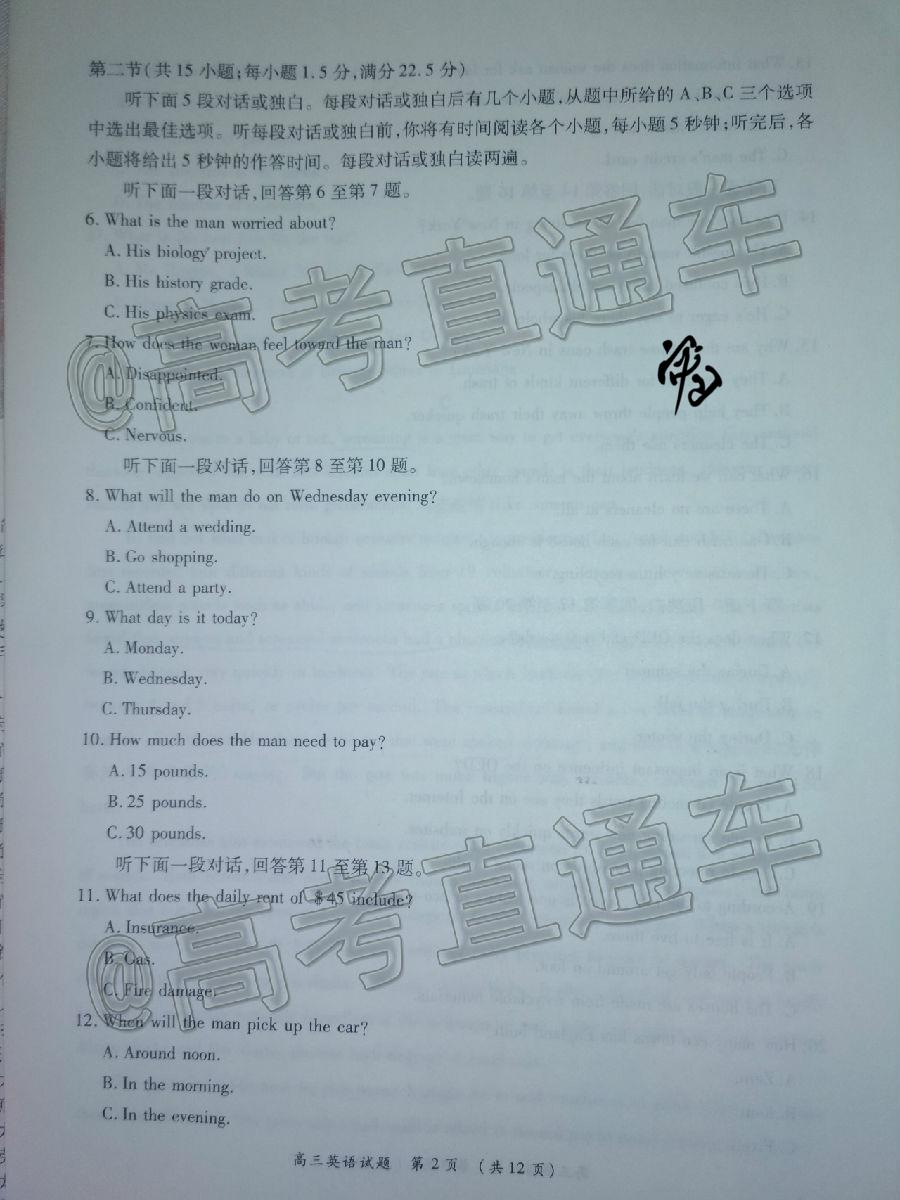 第二节(共15小题;每小题1.5分,满分22.5分)
听下面5段对话或独白。每段对话或独白后有几个小题,从题中所给的A、B、C三个选项
中选出最佳选项。听每段对话或独白前,你将有时间阅读各个小题,每小题5秒钟;听完后,各
小题将给出5秒钟的作答时间。每段对话或独白读两遍。
听下面一段对话,回答第6至第7题。
6. What is the man worried about?
A. His biology project.
B. His history grade.
C. His physics exam.
7. How does the woman feel toward the man?
A. Disappointed.
B. Confident.
C. Nervous.
听下面一段对话,回答第8至第10题。
8. What will the man do on Wednesday evening?
A. Attend a wedding.
B. Go shopping.
C. Attend a party.
9. What day is it today?
A. Monday.
B. Wednesday.
C. Thursday.
10. How much does the man need to pay?
A. 15 pounds.
B. 25 pounds.
C. 30 pounds.
听下面一段对话,回答第11至第13题。
11. What does the daily rent of $45 include?
A. Insurance.
B. Gas.
C. Fire damage.
12. When will the man pick up the car?
A. Around noon.
B. In the morning.
C. In the evening.
高三英语试题 第2页 (共12页)
@高考直通车
@高考直通车